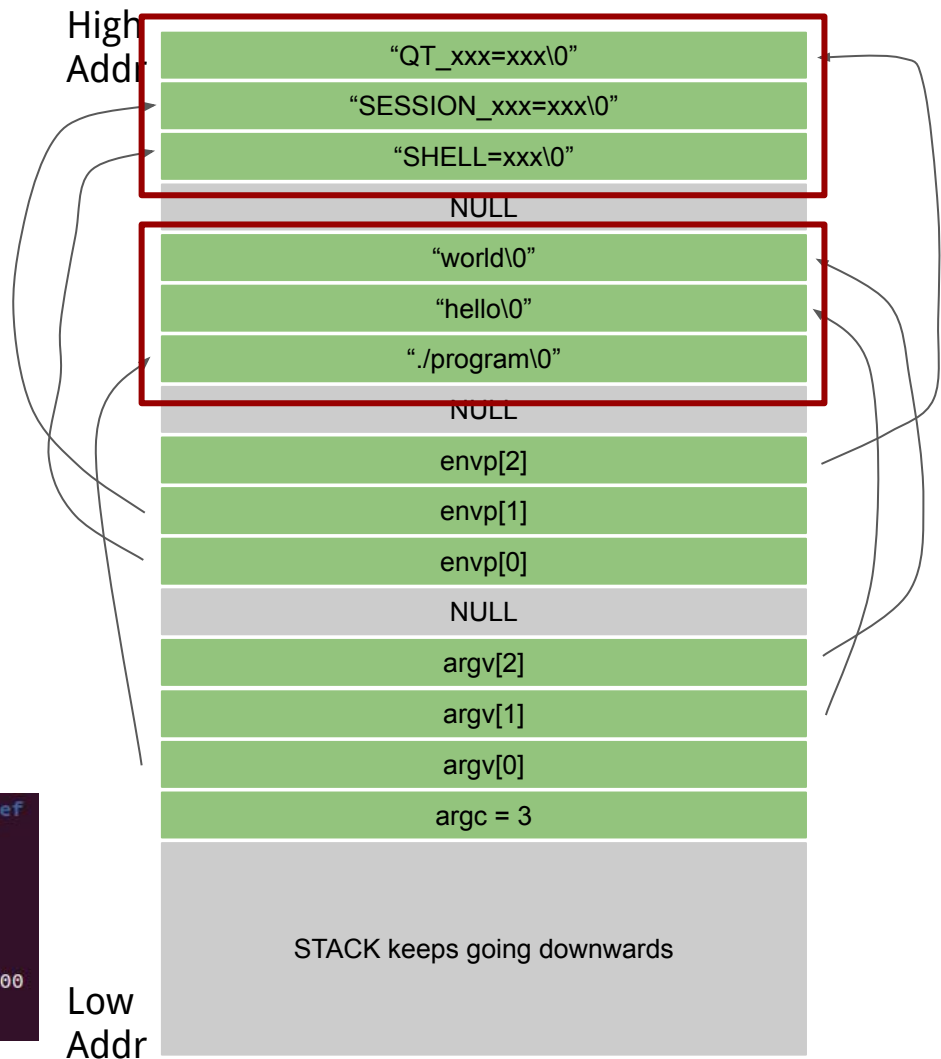 High
Addr
“QT_xxx=xxx\0”
“SESSION_xxx=xxx\0”
“SHELL=xxx\0”
NULL
“world\0”
“hello\0”
“./program\0”
NULL
envp[2]
envp[1]
envp[0]
NULL
argv[2]
argv[1]
argv[0]
argc = 3
ef
STACK keeps going downwards
00
Low
Addr